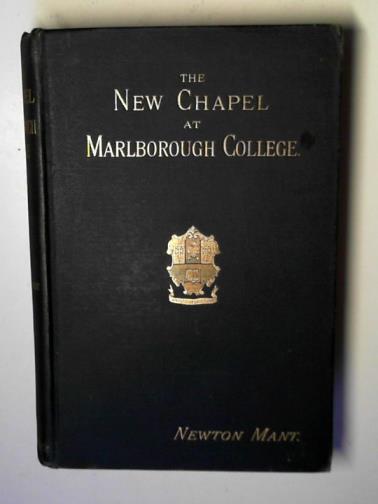 THE
NEW CHAPEL
AT
MARLBOROUGH COLLEGE.
NEWTON MANT.